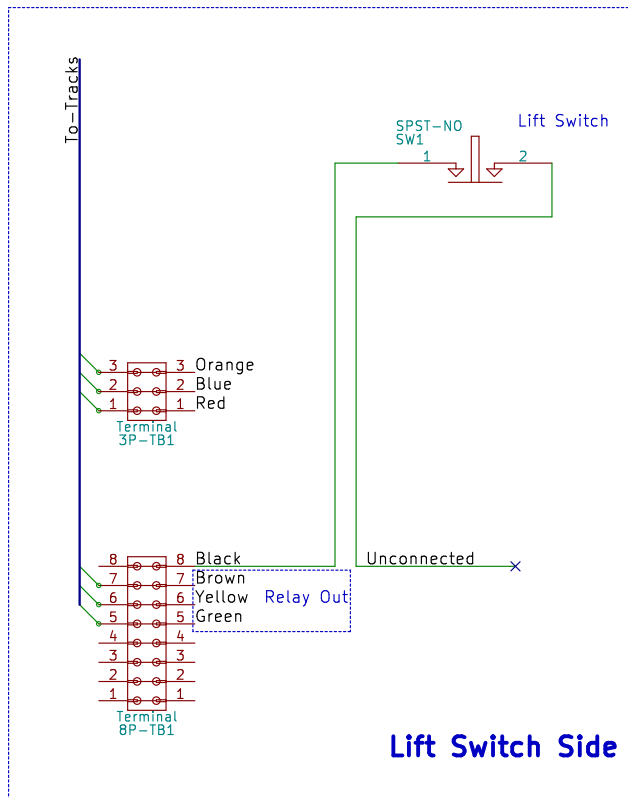 To-Tracks
SPST-NO
SW1
Lift Switch
1 2
3 3 Orange
2 2 Blue
1 1 Red
Terminal
3P-TB1
8 8 Black
Unconnected
7 7 Brown
6 6 Yellow Relay Out
5 5 Green
4 4
3 3
2 2
1 1
Terminal
8P-TB1
Lift Switch Side